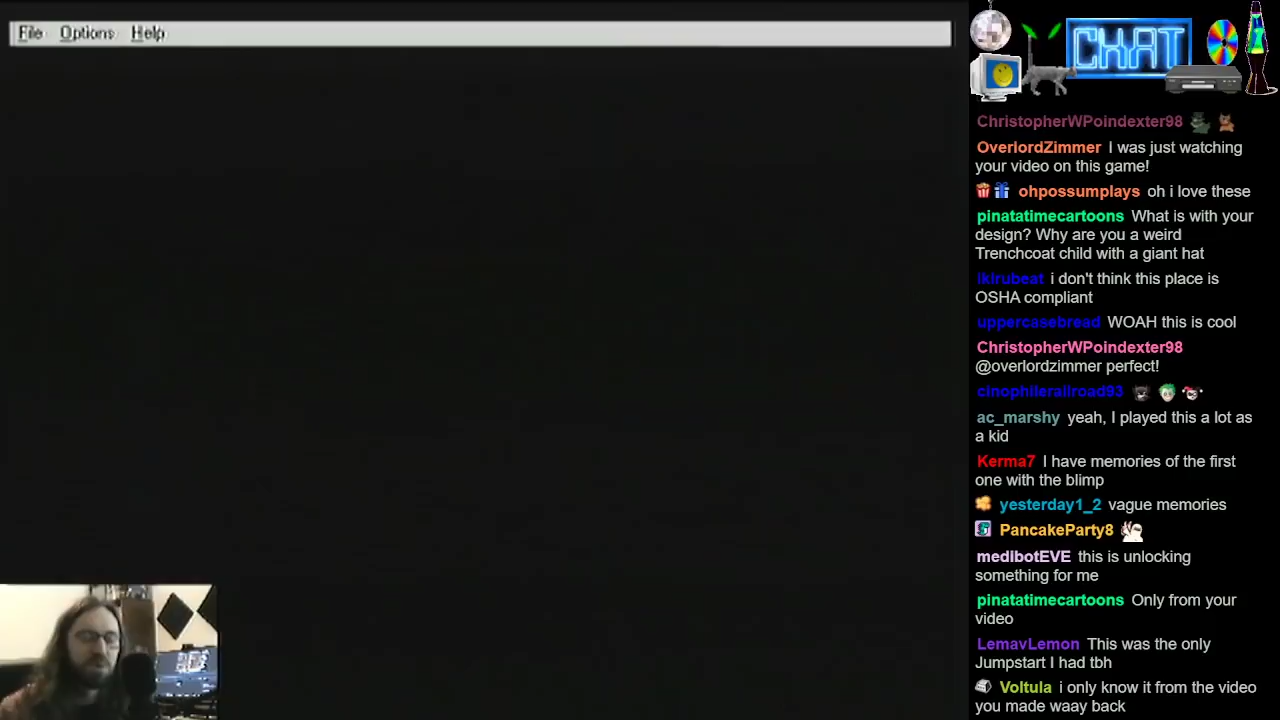 File Options Help
CHAT
ChristopherWPoindexter98
OverlordZimmer I was just watching
your video on this game!
ohpossumplays oh i love these
pinatatimecartoons What is with your
design? Why are you a weird
Trenchcoat child with a giant hat
ikirubeat i don't think this place is
OSHA compliant
uppercasebread WOAH this is cool
ChristopherWPoindexter98
@overlordzimmer perfect!
cinophilerailroad93
ac_marshy yeah, I played this a lot as
a kid
Kerma7 I have memories of the first
one with the blimp
yesterday1_2 vague memories
PancakeParty8
medibotEVE this is unlocking
something for me
pinatatimecartoons Only from your
video
LemavLemon This was the only
Jumpstart I had tbh
Voltula i only know it from the video
you made waay back